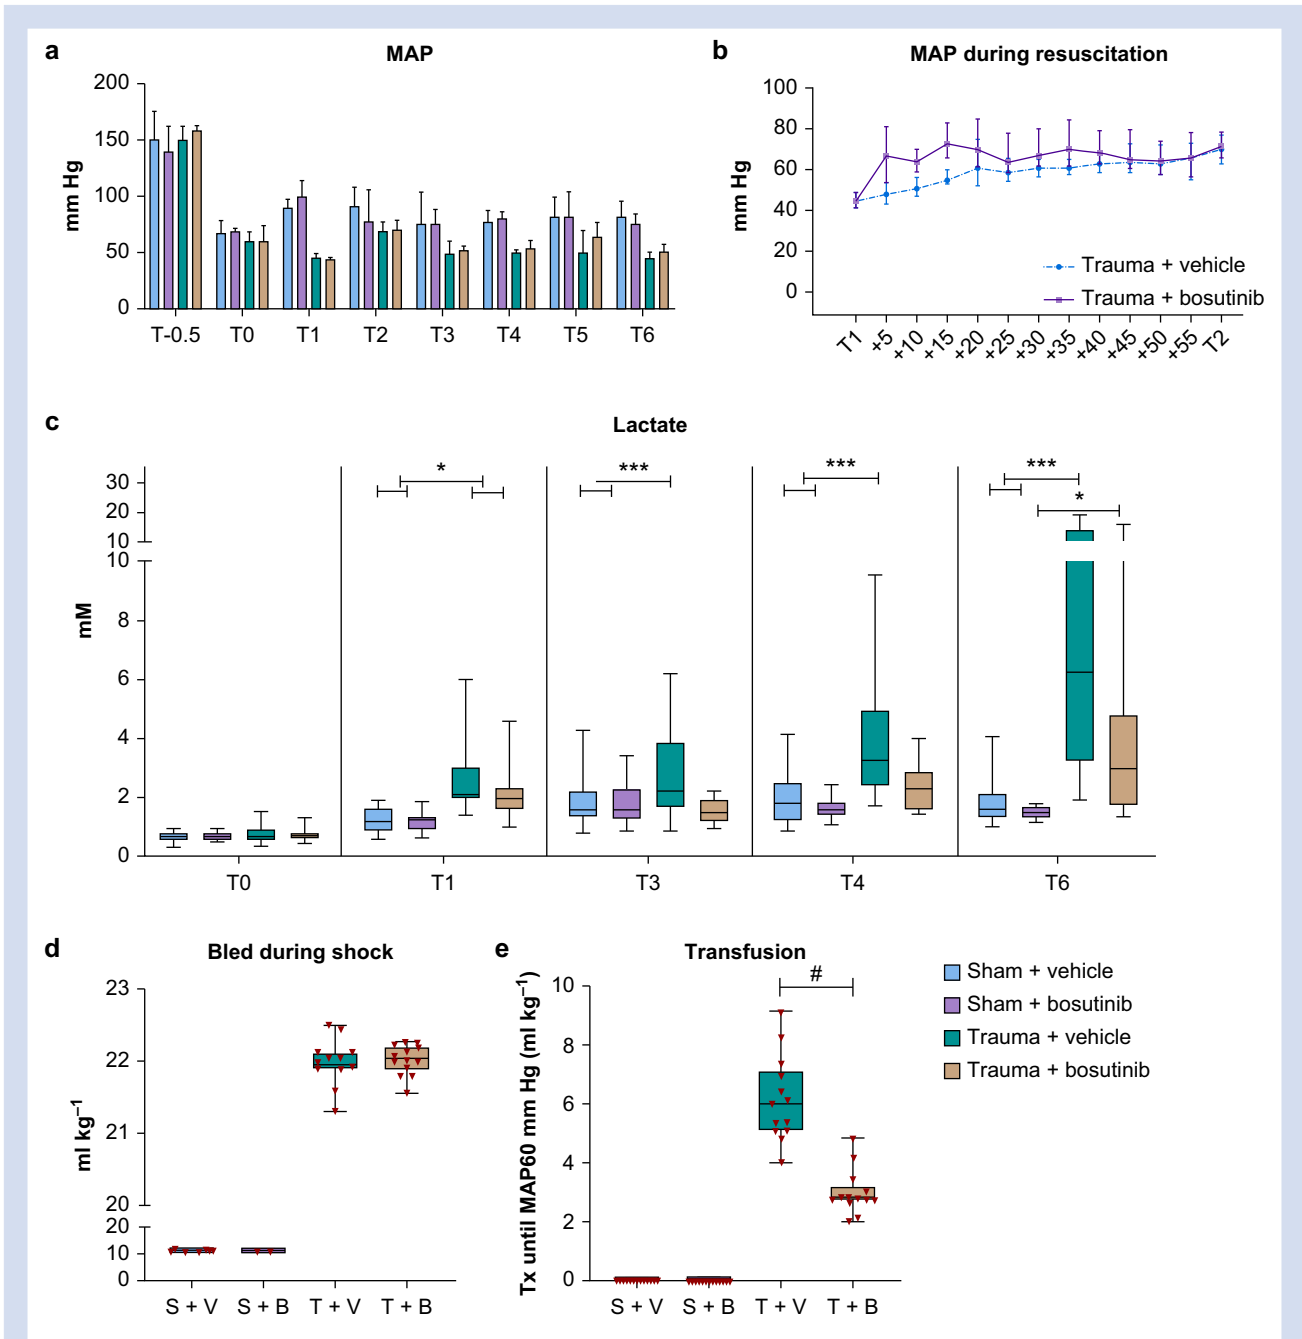 a
MAP
mm Hg
200
150
100
50
0
T-0.5 T0 T1 T2 T3 T4 T5 T6
b
MAP during resuscitation
mm Hg
100
80
60
40
20
0
Trauma + vehicle
Trauma + bosutinib
T1 +5 +10 +15 +20 +25 +30 +35 +40 +45 +50 +55 T2
c
Lactate
mM
30
20
10
10
8
6
4
2
0
* *** *** *** *
T0 T1 T3 T4 T6
d
Bled during shock
ml kg⁻¹
23
22
21
20
20
10
0
S + V S + B T + V T + B
e
Transfusion
Tx until MAP60 mm Hg (ml kg⁻¹)
10
8
6
4
2
0
#
S + V S + B T + V T + B
Sham + vehicle
Sham + bosutinib
Trauma + vehicle
Trauma + bosutinib